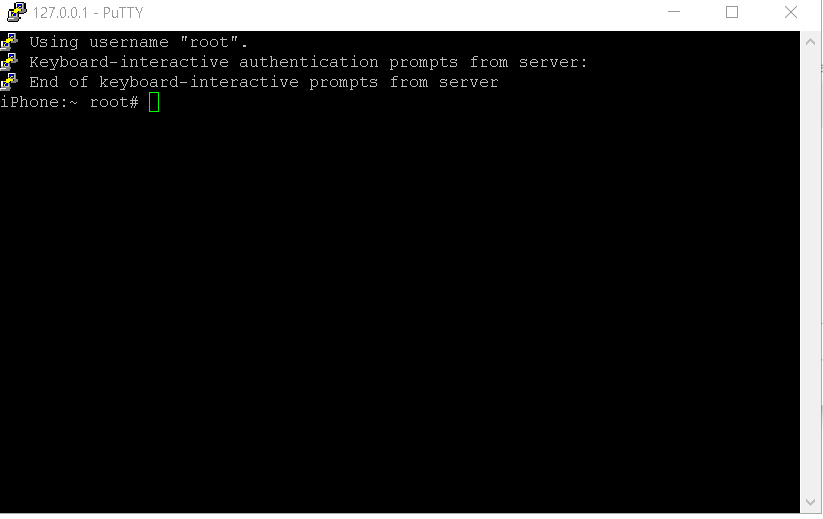 127.0.0.1 - PuTTY
Using username "root".
Keyboard-interactive authentication prompts from server:
End of keyboard-interactive prompts from server
iPhone:~ root#